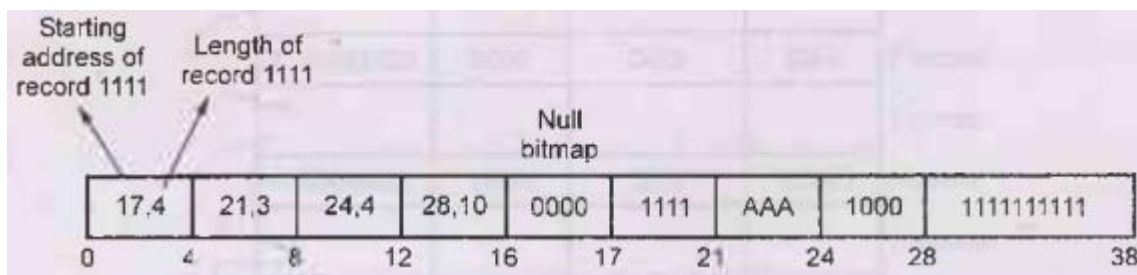 Starting
address of
record 1111
Length of
record 1111
Null
bitmap
17,4 21,3 24,4 28,10 0000 1111 AAA 1000 1111111111
0 4 8 12 16 17 21 24 28 38